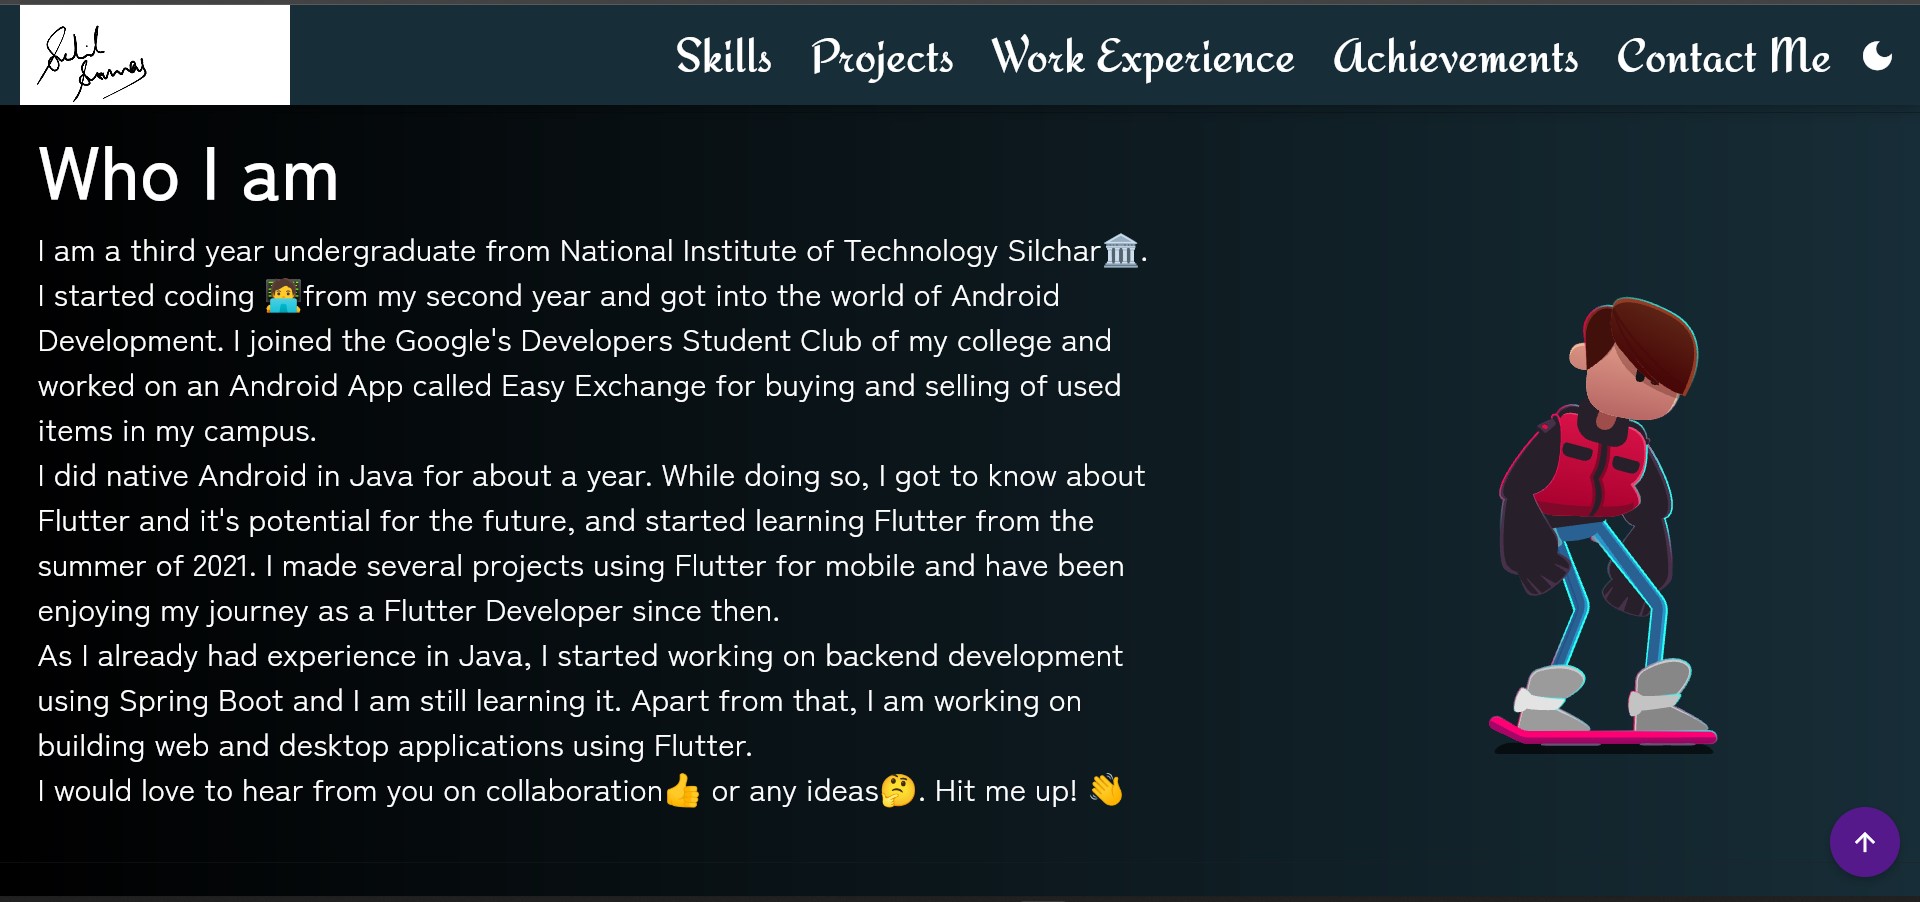 Skills Projects Work Experience Achievements Contact Me
Who I am
I am a third year undergraduate from National Institute of Technology Silchar🏛️.
I started coding 🧑‍💻from my second year and got into the world of Android
Development. I joined the Google's Developers Student Club of my college and
worked on an Android App called Easy Exchange for buying and selling of used
items in my campus.
I did native Android in Java for about a year. While doing so, I got to know about
Flutter and it's potential for the future, and started learning Flutter from the
summer of 2021. I made several projects using Flutter for mobile and have been
enjoying my journey as a Flutter Developer since then.
As I already had experience in Java, I started working on backend development
using Spring Boot and I am still learning it. Apart from that, I am working on
building web and desktop applications using Flutter.
I would love to hear from you on collaboration👍 or any ideas🤔. Hit me up! 👋